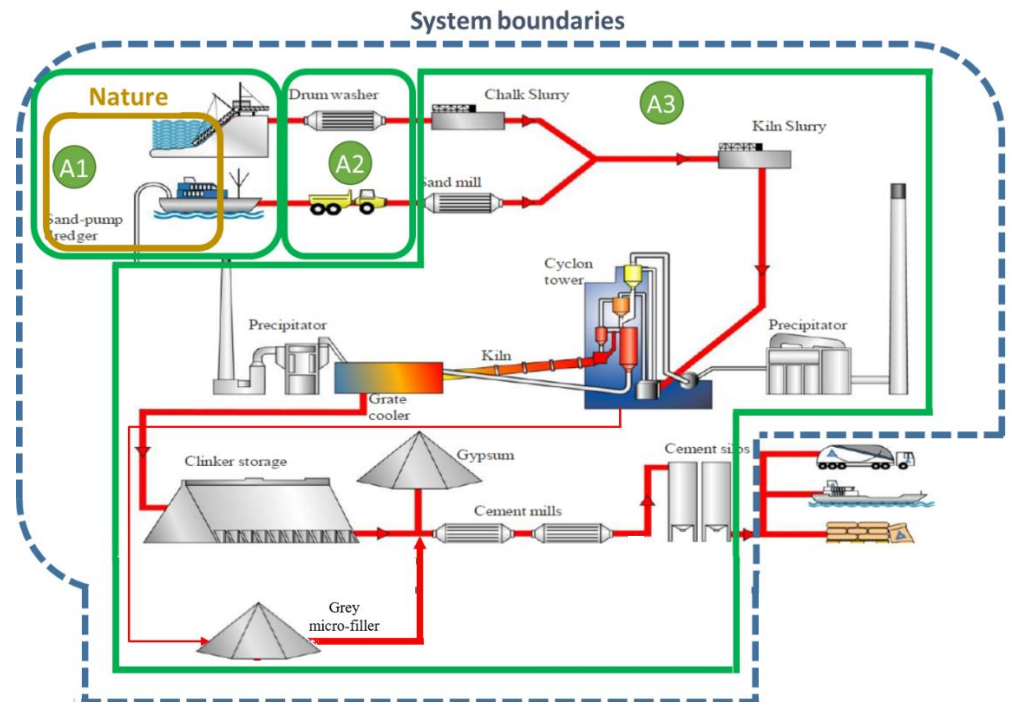 System boundaries
Nature
Drum washer
Chalk Slurry
A3
Kiln Slurry
A1
A2
Sand mill
Sand-pump
dredger
Cyclon
tower
Precipitator
Precipitator
Kiln
Grate
cooler
Clinker storage
Gypsum
Cement silos
Cement mills
Grey
micro-filler